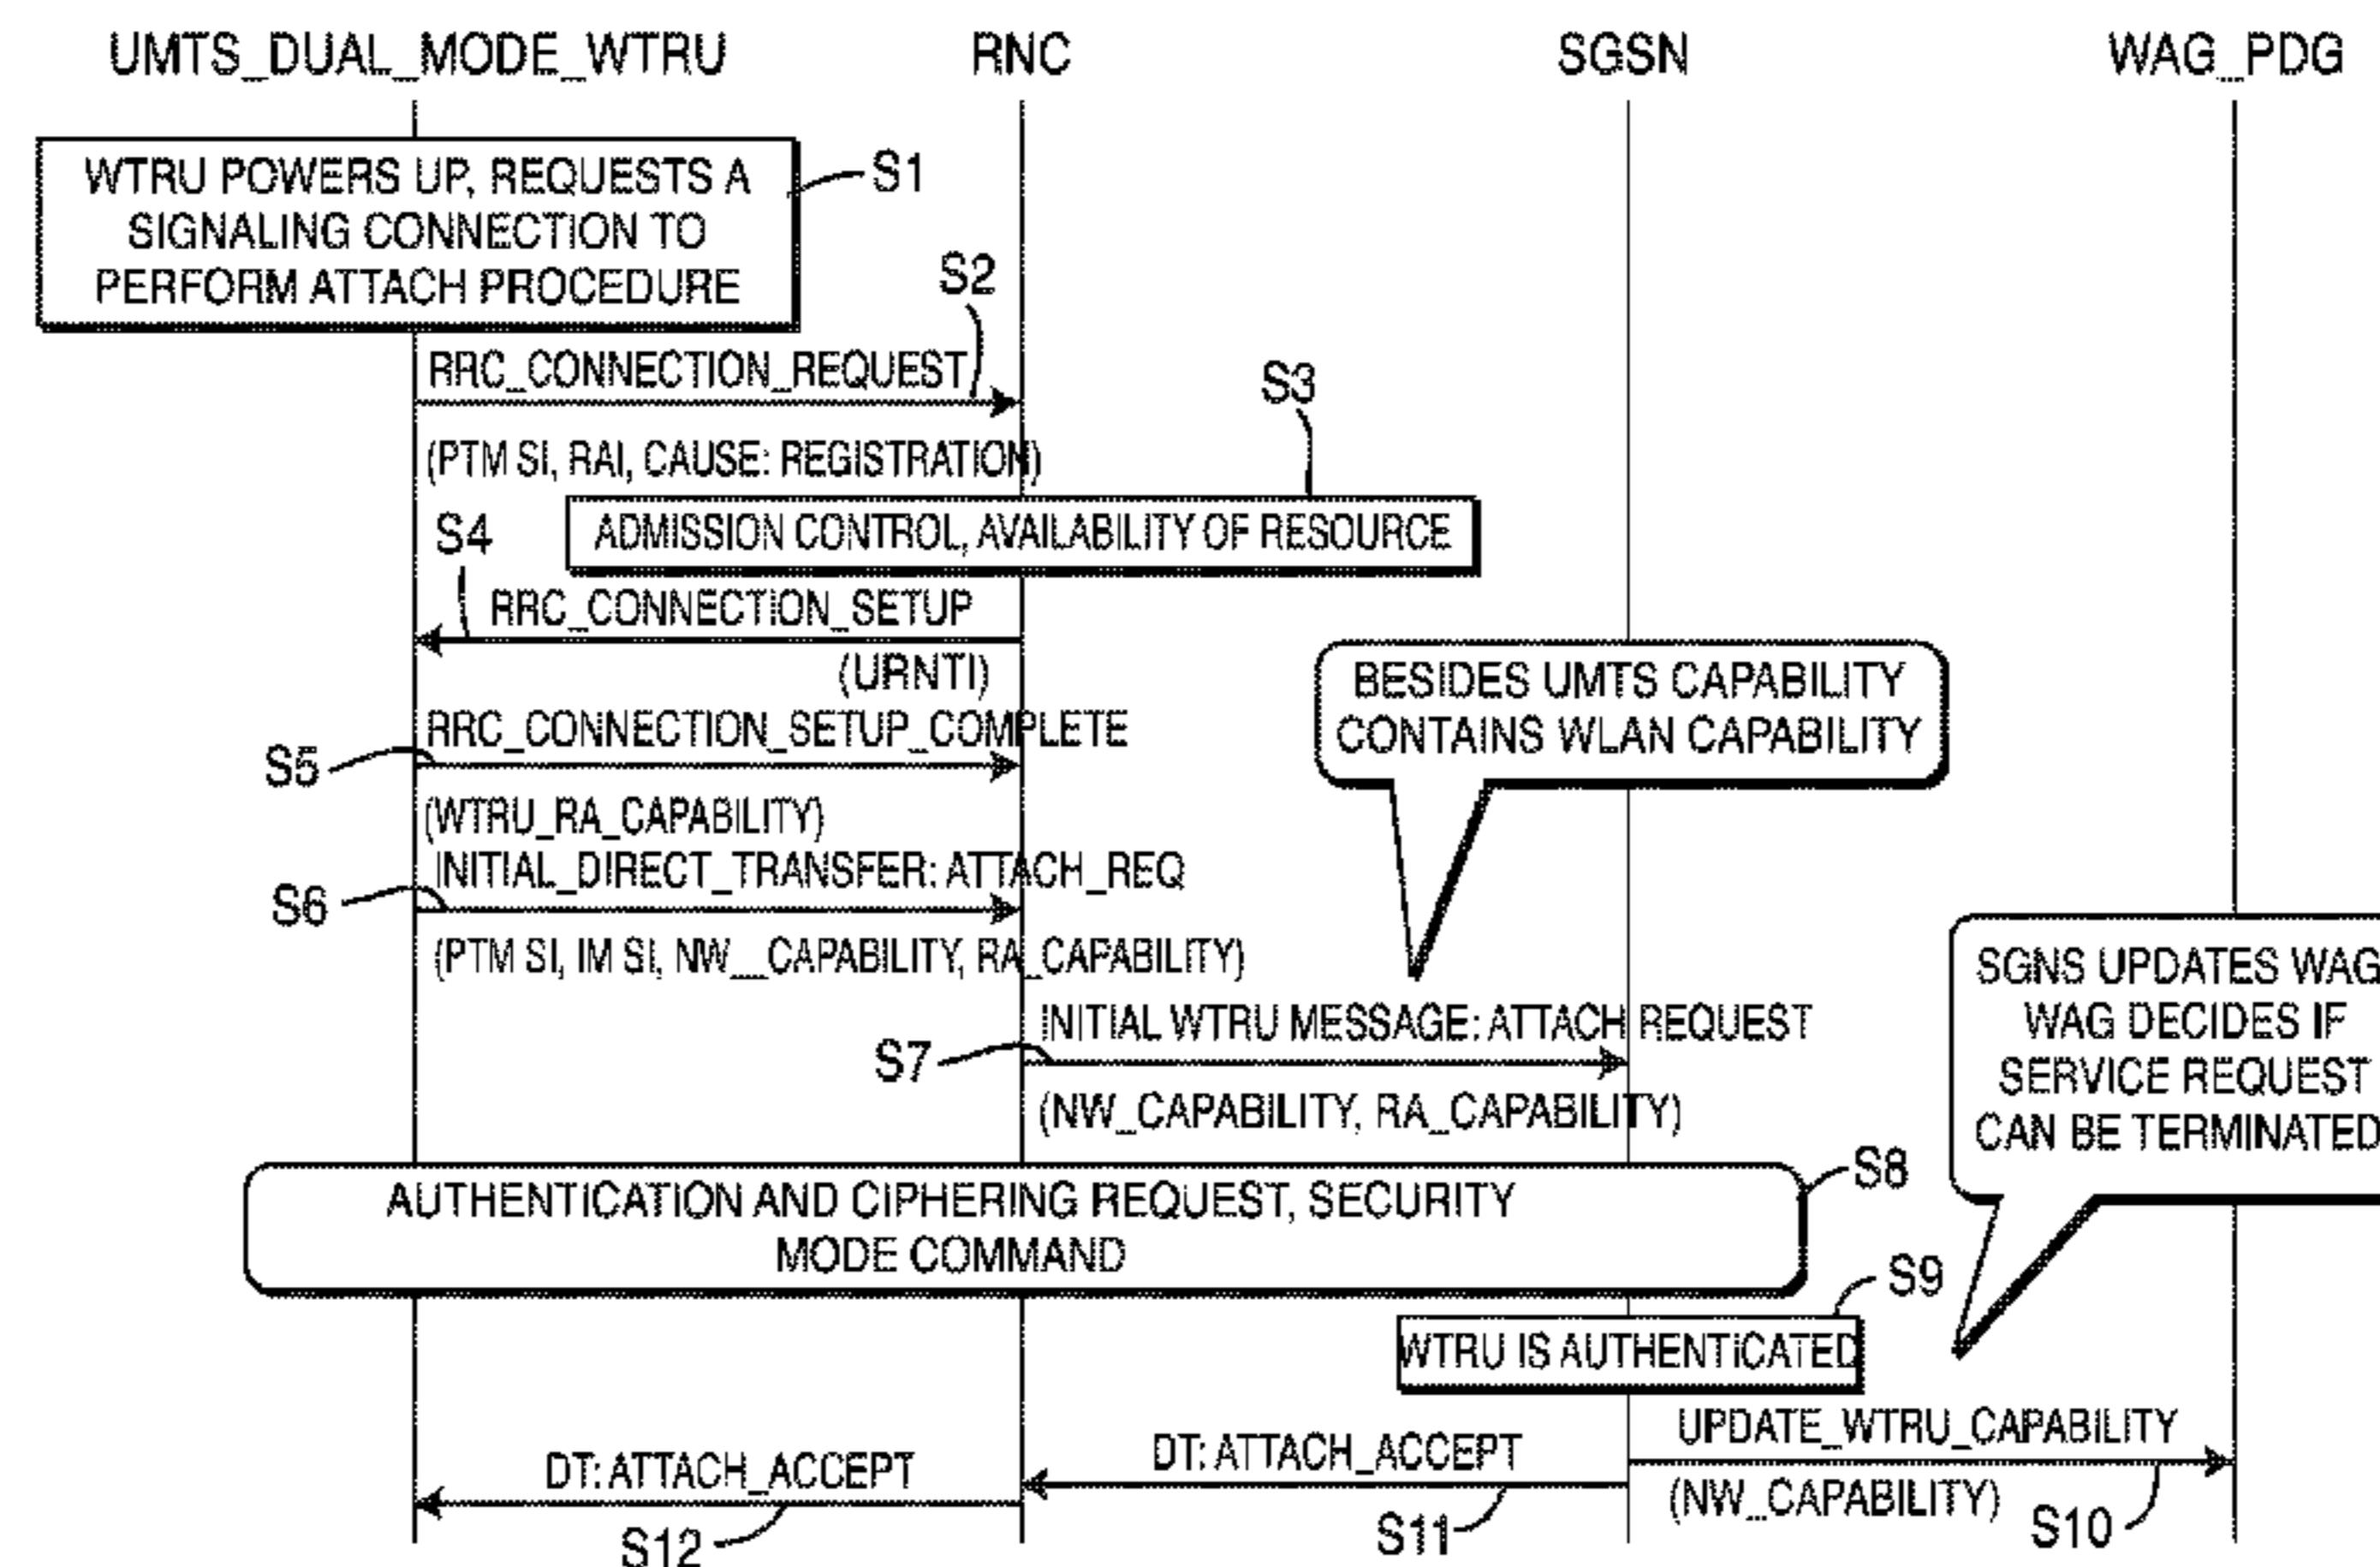 UMTS_DUAL_MODE_WTRU
RNC
SGSN
WAG_PDG
WTRU POWERS UP, REQUESTS A
SIGNALING CONNECTION TO
PERFORM ATTACH PROCEDURE
S1
S2
RRC_CONNECTION_REQUEST
(PTM SI, RAI, CAUSE: REGISTRATION)
S3
ADMISSION CONTROL, AVAILABILITY OF RESOURCE
S4
RRC_CONNECTION_SETUP
(URNTI)
BESIDES UMTS CAPABILITY
CONTAINS WLAN CAPABILITY
RRC_CONNECTION_SETUP_COMPLETE
S5
(WTRU_RA_CAPABILITY)
INITIAL_DIRECT_TRANSFER: ATTACH_REQ
S6
(PTM SI, IM SI, NW__CAPABILITY, RA_CAPABILITY)
SGNS UPDATES WAG
WAG DECIDES IF
SERVICE REQUEST
CAN BE TERMINATED
INITIAL WTRU MESSAGE: ATTACH REQUEST
S7
(NW_CAPABILITY, RA_CAPABILITY)
S8
AUTHENTICATION AND CIPHERING REQUEST, SECURITY
MODE COMMAND
S9
WTRU IS AUTHENTICATED
UPDATE_WTRU_CAPABILITY
(NW_CAPABILITY)
S10
DT: ATTACH_ACCEPT
S11
DT: ATTACH_ACCEPT
S12